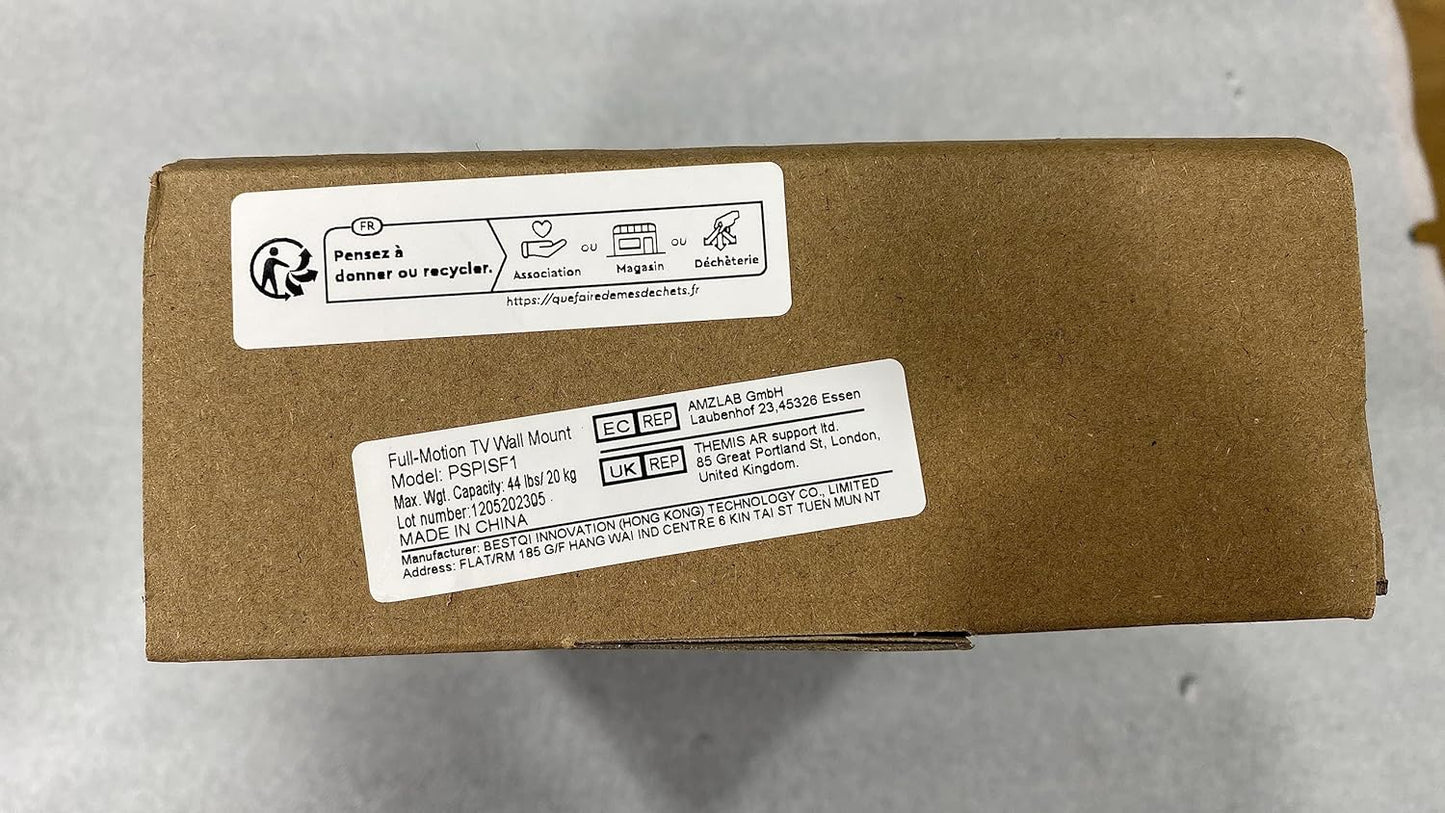 FR
Pensez à
donner ou recycler.
Association
ou
Magasin
ou
Déchèterie
https://quefairedemesdechets.fr
Full-Motion TV Wall Mount
Model: PSPISF1
Max. Wgt. Capacity: 44 lbs/ 20 kg
Lot number:1205202305
MADE IN CHINA
EC REP
AMZLAB GmbH
Laubenhof 23,45326 Essen
UK REP
THEMIS AR support ltd.
85 Great Portland St, London,
United Kingdom.
Manufacturer: BESTQI INNOVATION (HONG KONG) TECHNOLOGY CO., LIMITED
Address: FLAT/RM 185 G/F HANG WAI IND CENTRE 6 KIN TAI ST TUEN MUN NT